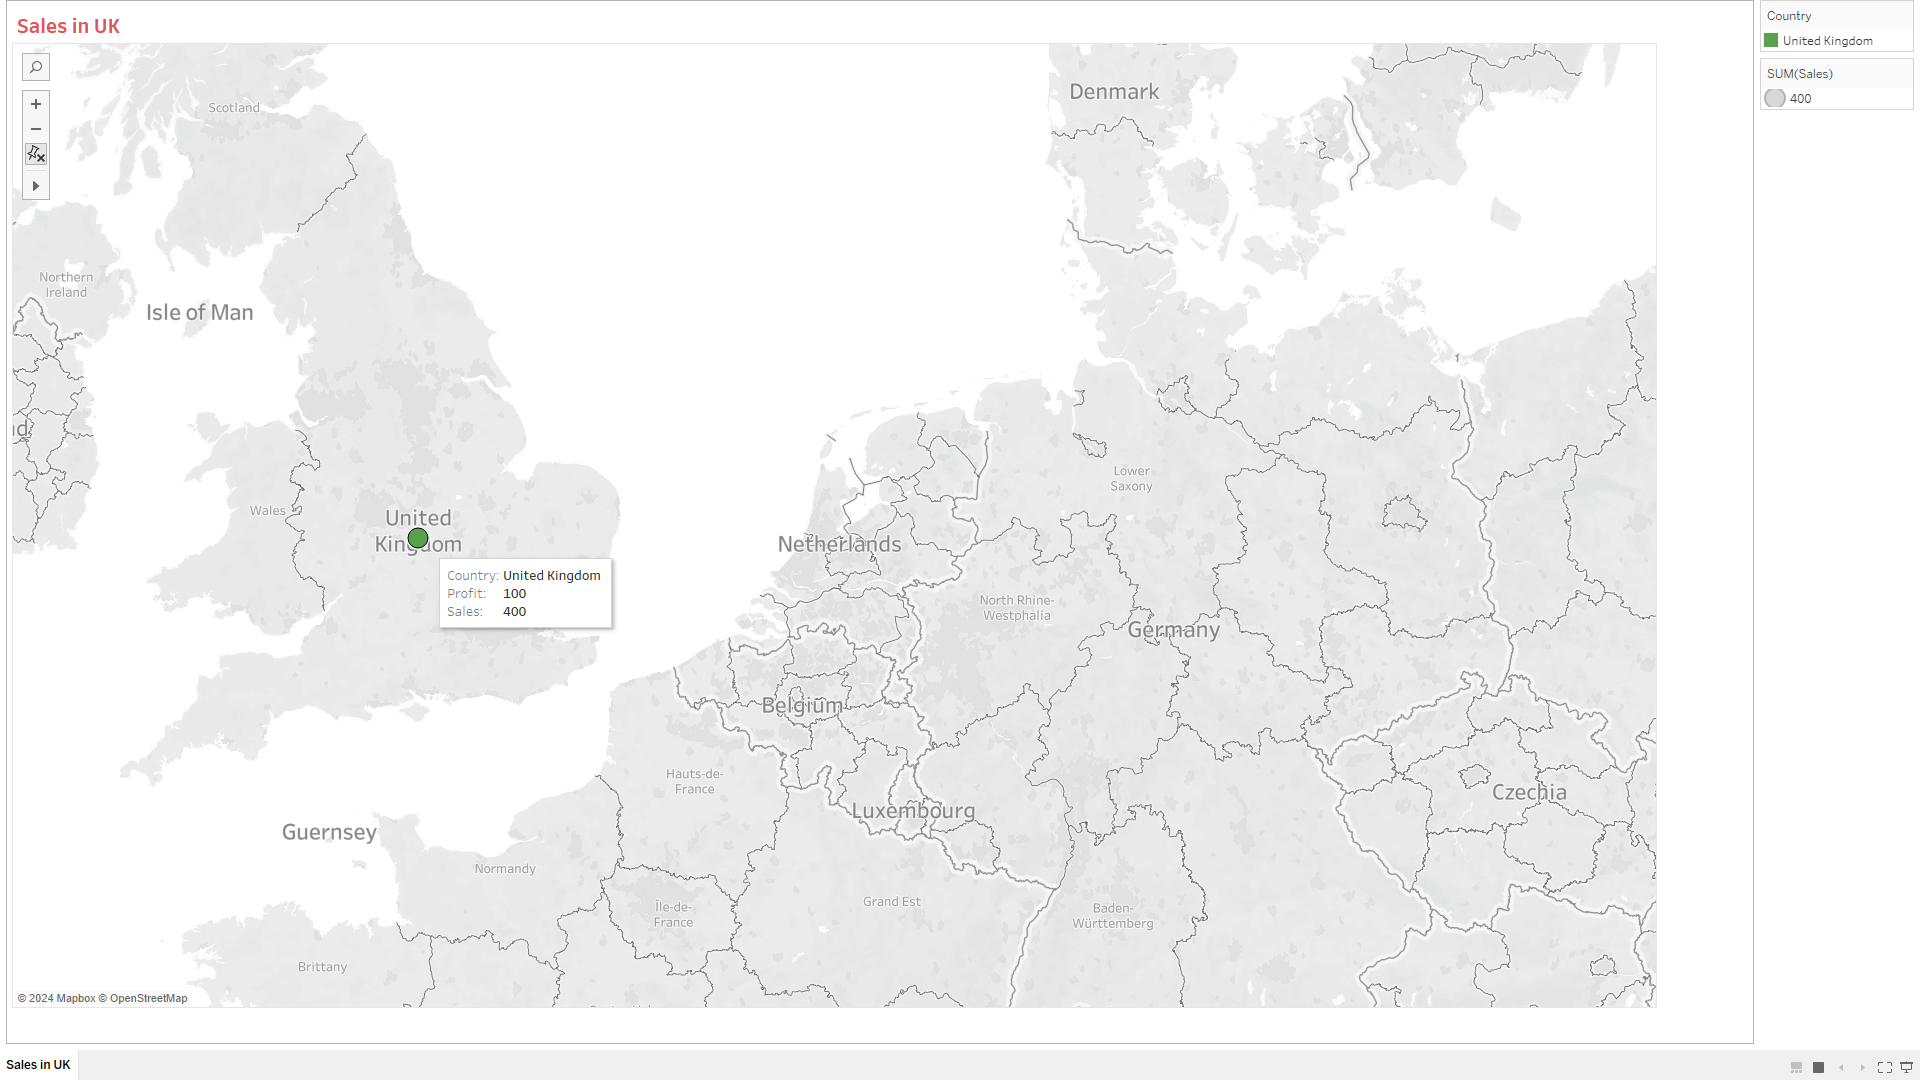 Sales in UK
Country
United Kingdom
SUM(Sales)
400
Denmark
Scotland
Northern
Ireland
Isle of Man
d
Lower
Saxony
Wales
United
Kingdom
Netherlands
Country: United Kingdom
Profit: 100
Sales: 400
North Rhine-
Westphalia
Germany
Belgium
Hauts-de-
France
Czechia
Luxembourg
Guernsey
Normandy
Grand Est
Île-de-
France
Baden-
Württemberg
Brittany
© 2024 Mapbox © OpenStreetMap
Sales in UK